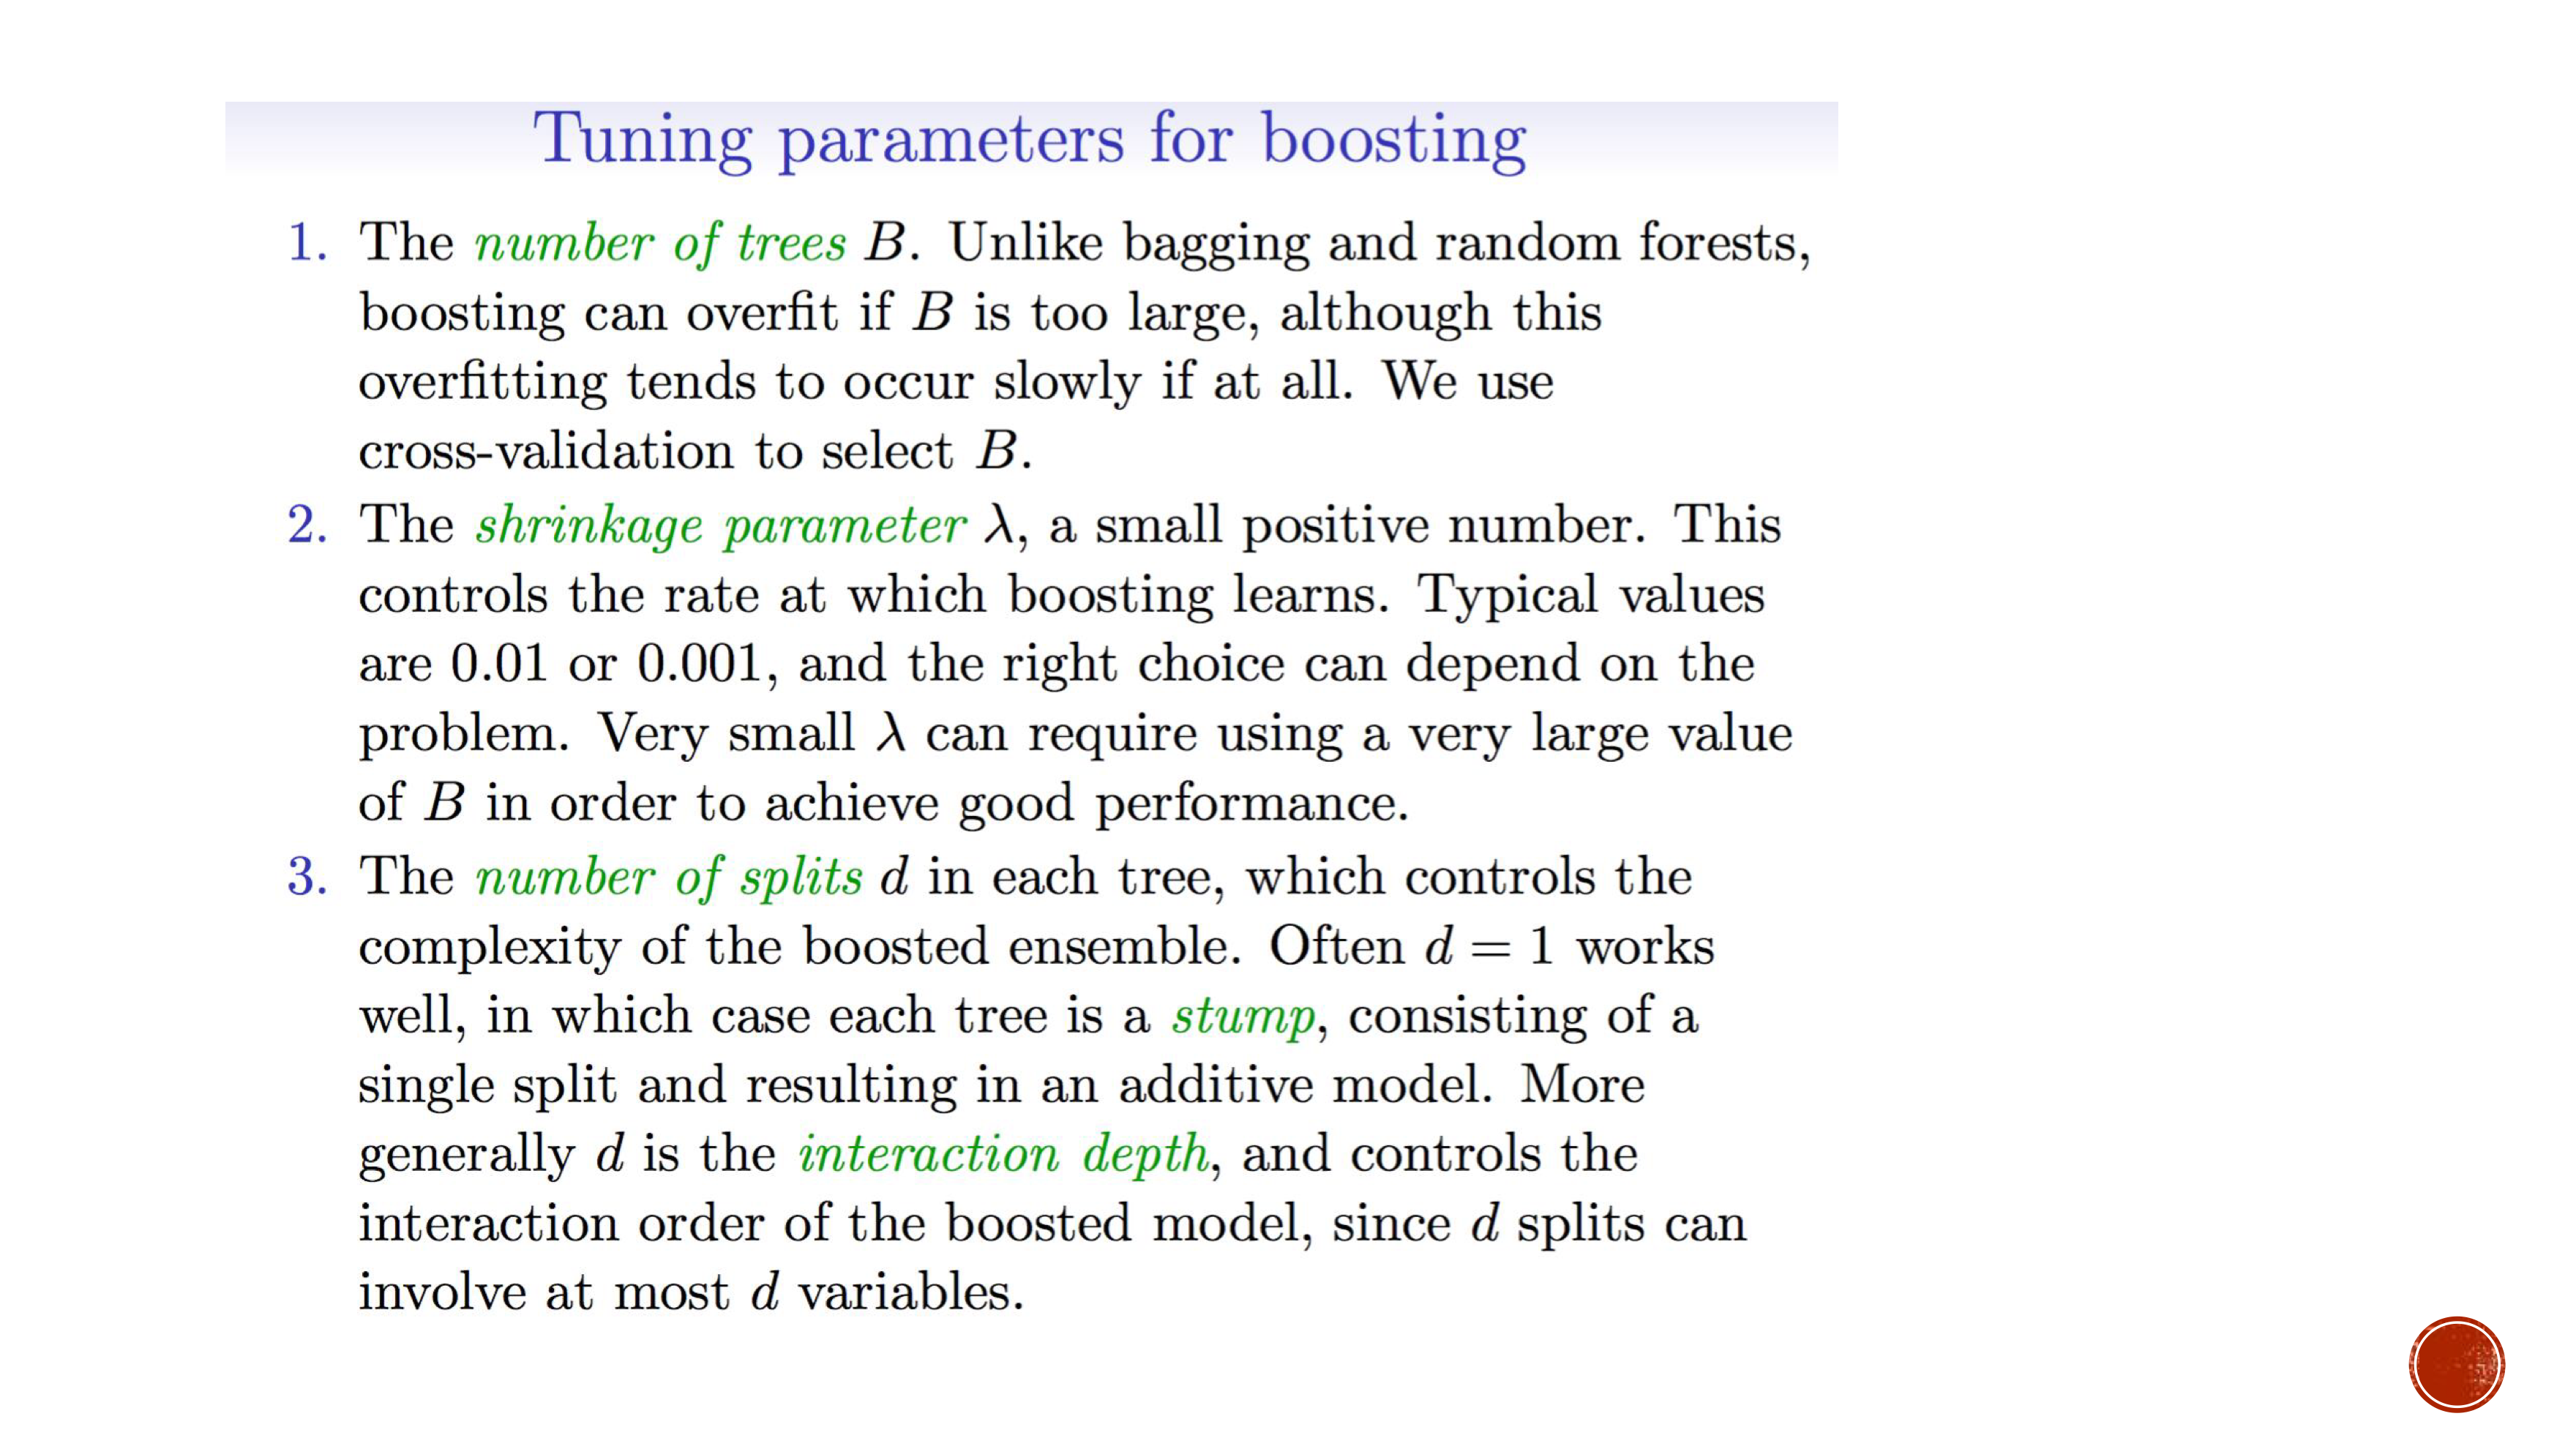 Tuning parameters for boosting
1. The number of trees B. Unlike bagging and random forests,
boosting can overfit if B is too large, although this
overfitting tends to occur slowly if at all. We use
cross-validation to select B.
2. The shrinkage parameter λ, a small positive number. This
controls the rate at which boosting learns. Typical values
are 0.01 or 0.001, and the right choice can depend on the
problem. Very small λ can require using a very large value
of B in order to achieve good performance.
3. The number of splits d in each tree, which controls the
complexity of the boosted ensemble. Often d = 1 works
well, in which case each tree is a stump, consisting of a
single split and resulting in an additive model. More
generally d is the interaction depth, and controls the
interaction order of the boosted model, since d splits can
involve at most d variables.